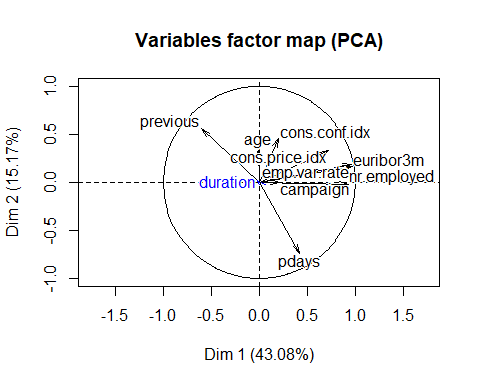 Variables factor map (PCA)
Dim 2 (15.17%)
1.0
0.5
0.0
-0.5
-1.0
previous
age
cons.conf.idx
cons.price.idx
euribor3m
emp.var.rate
nr.employed
duration
campaign
pdays
-1.5
-1.0
-0.5
0.0
0.5
1.0
1.5
Dim 1 (43.08%)